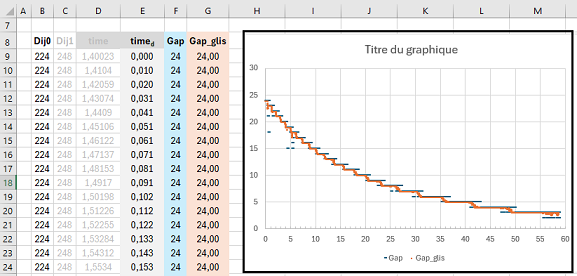 A B C D E F G H I J K L M
7
8 Dij0 Dij1 time time_d Gap Gap_glis
9 224 248 1,40023 0,000 24 24,00
10 224 248 1,4104 0,010 24 24,00
11 224 248 1,42059 0,020 24 24,00
12 224 248 1,43074 0,031 24 24,00
13 224 248 1,4409 0,041 24 24,00
14 224 248 1,45106 0,051 24 24,00
15 224 248 1,46122 0,061 24 24,00
16 224 248 1,47137 0,071 24 24,00
17 224 248 1,48153 0,081 24 24,00
18 224 248 1,4917 0,091 24 24,00
19 224 248 1,50198 0,102 24 24,00
20 224 248 1,51226 0,112 24 24,00
21 224 248 1,52255 0,122 24 24,00
22 224 248 1,53284 0,133 24 24,00
23 224 248 1,54312 0,143 24 24,00
24 224 248 1,5534 0,153 24 24,00
Titre du graphique
30
25
20
15
10
5
0
0 5 10 15 20 25 30 35 40 45 50 55 60
Gap Gap_glis